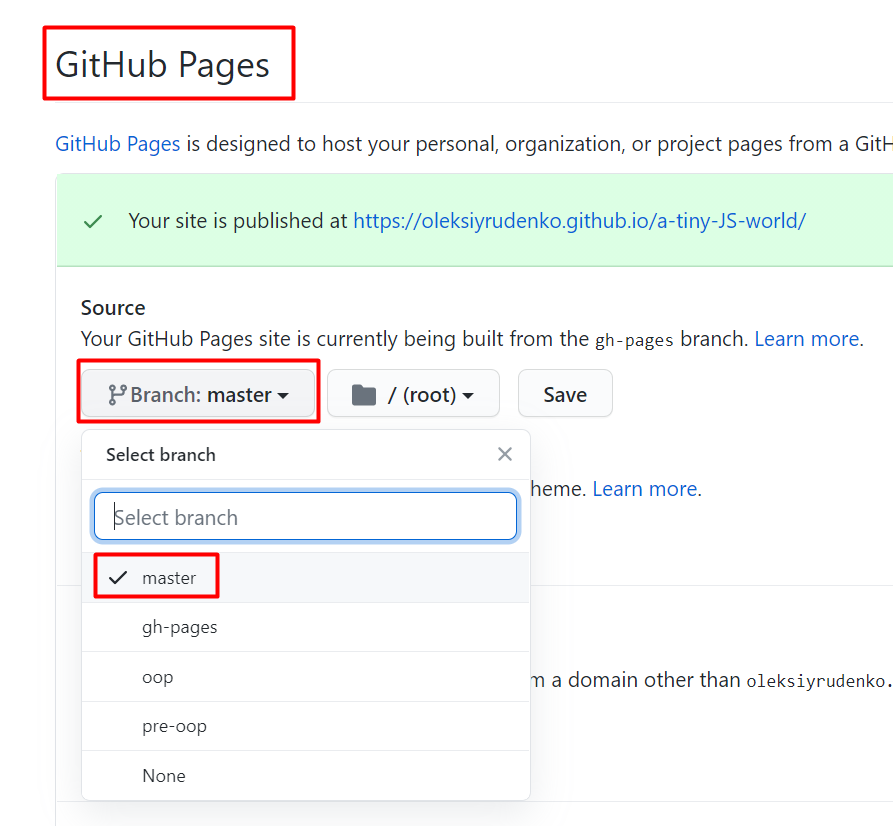 GitHub Pages
GitHub Pages is designed to host your personal, organization, or project pages from a GitH
Your site is published at https://oleksiyrudenko.github.io/a-tiny-JS-world/
Source
Your GitHub Pages site is currently being built from the gh-pages branch. Learn more.
Branch: master / (root) Save
Select branch
heme. Learn more.
Select branch
master
gh-pages
oop
m a domain other than oleksiyrudenko.
pre-oop
None